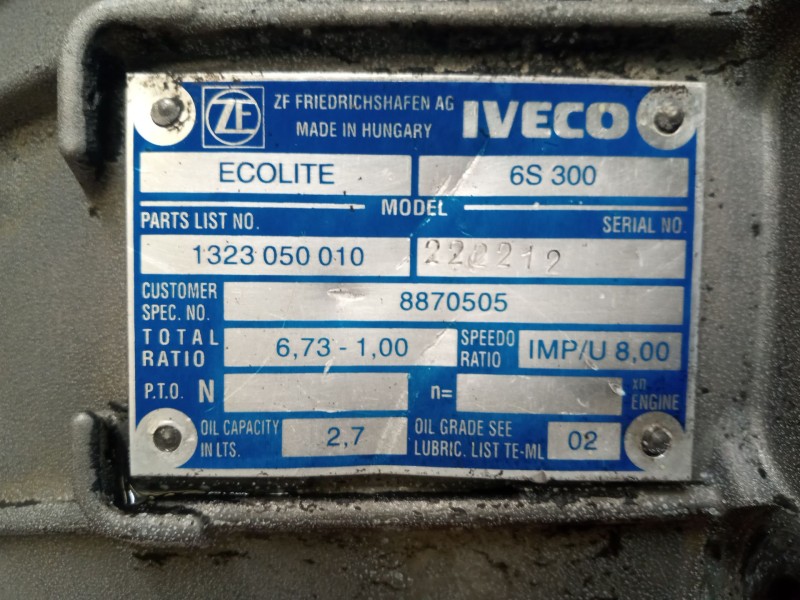 ZF ZF FRIEDRICHSHAFEN AG IVECO
MADE IN HUNGARY
ECOLITE 6S 300
MODEL
PARTS LIST NO. SERIAL NO.
1323 050 010 222212
CUSTOMER
SPEC. NO. 8870505
TOTAL
RATIO 6,73 - 1,00 SPEEDO
RATIO IMP/U 8,00
P.T.O. N n= xn
ENGINE
OIL CAPACITY
IN LTS. 2,7 OIL GRADE SEE
LUBRIC. LIST TE-ML 02